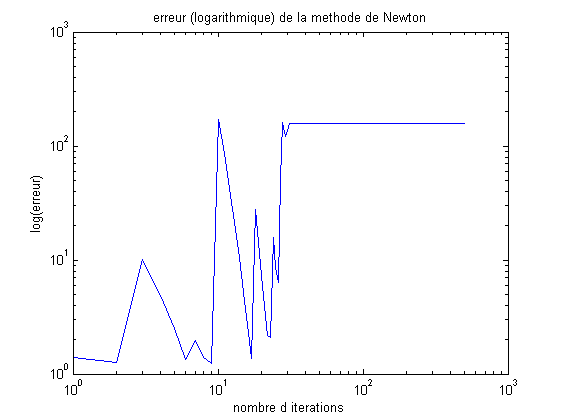 erreur (logarithmique) de la methode de Newton
10^3
10^2
10^1
10^0
log(erreur)
10^0
10^1
10^2
10^3
nombre d iterations